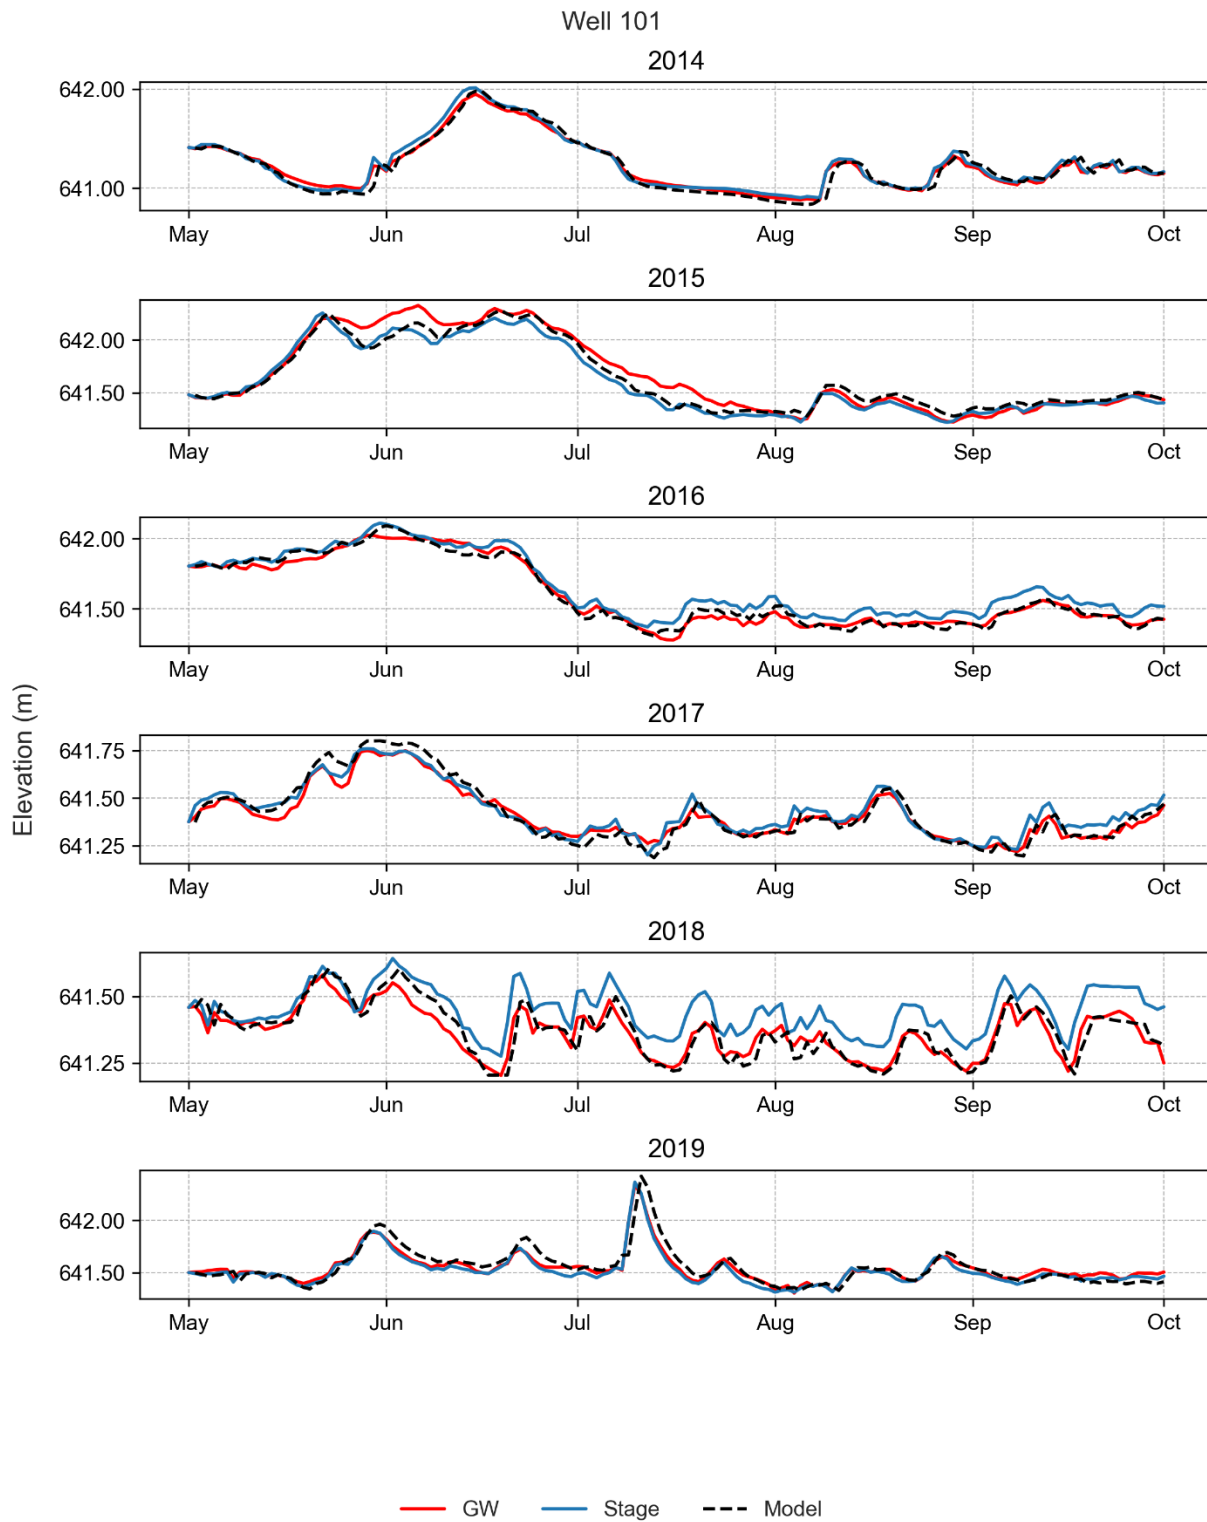 Well 101
2014
642.00
641.00
May Jun Jul Aug Sep Oct
2015
642.00
641.50
May Jun Jul Aug Sep Oct
2016
642.00
641.50
May Jun Jul Aug Sep Oct
Elevation (m)
2017
641.75
641.50
641.25
May Jun Jul Aug Sep Oct
2018
641.50
641.25
May Jun Jul Aug Sep Oct
2019
642.00
641.50
May Jun Jul Aug Sep Oct
GW Stage Model